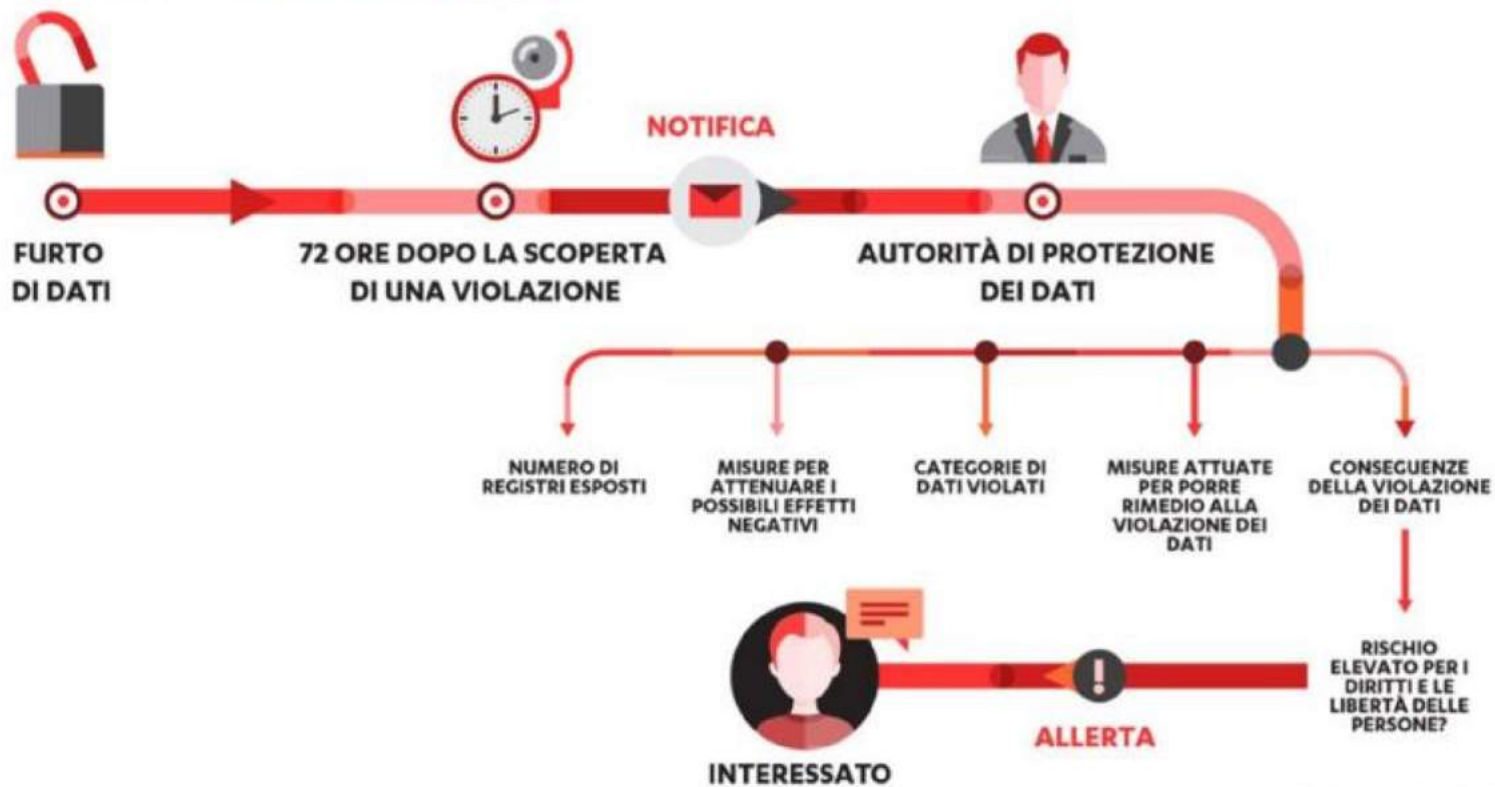 NOTIFICA
FURTO
DI DATI
72 ORE DOPO LA SCOPERTA
DI UNA VIOLAZIONE
AUTORITÀ DI PROTEZIONE
DEI DATI
NUMERO DI
REGISTRI ESPOSTI
MISURE PER
ATTENUARE I
POSSIBILI EFFETTI
NEGATIVI
CATEGORIE DI
DATI VIOLATI
MISURE ATTUATE
PER PORRE
RIMEDIO ALLA
VIOLAZIONE DEI
DATI
CONSEGUENZE
DELLA VIOLAZIONE
DEI DATI
RISCHIO
ELEVATO PER I
DIRITTI E LE
LIBERTÀ DELLE
PERSONE?
ALLERTA
INTERESSATO